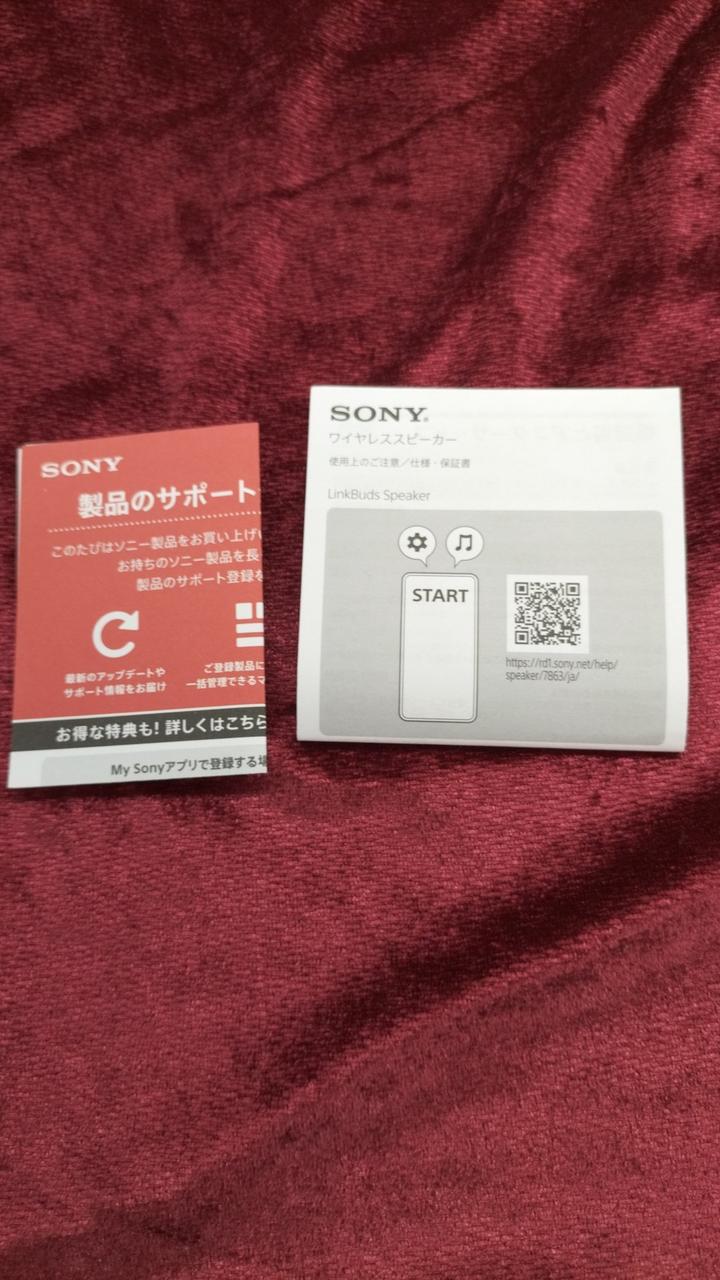 SONY
製品のサポート
このたびはソニー製品をお買い上げい
お持ちのソニー製品を長
製品のサポート登録を
最新のアップデートや
サポート情報をお届け
ご登録製品に
一括管理できるマ
お得な特典も! 詳しくはこちら
My Sonyアプリで登録する場
SONY®
ワイヤレススピーカー
使用上のご注意/仕様・保証書
LinkBuds Speaker
START
https://rd1.sony.net/help/
speaker/7863/ja/